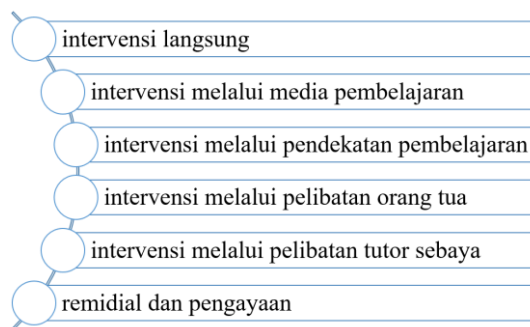 intervensi langsung
intervensi melalui media pembelajaran
intervensi melalui pendekatan pembelajaran
intervensi melalui pelibatan orang tua
intervensi melalui pelibatan tutor sebaya
remidial dan pengayaan